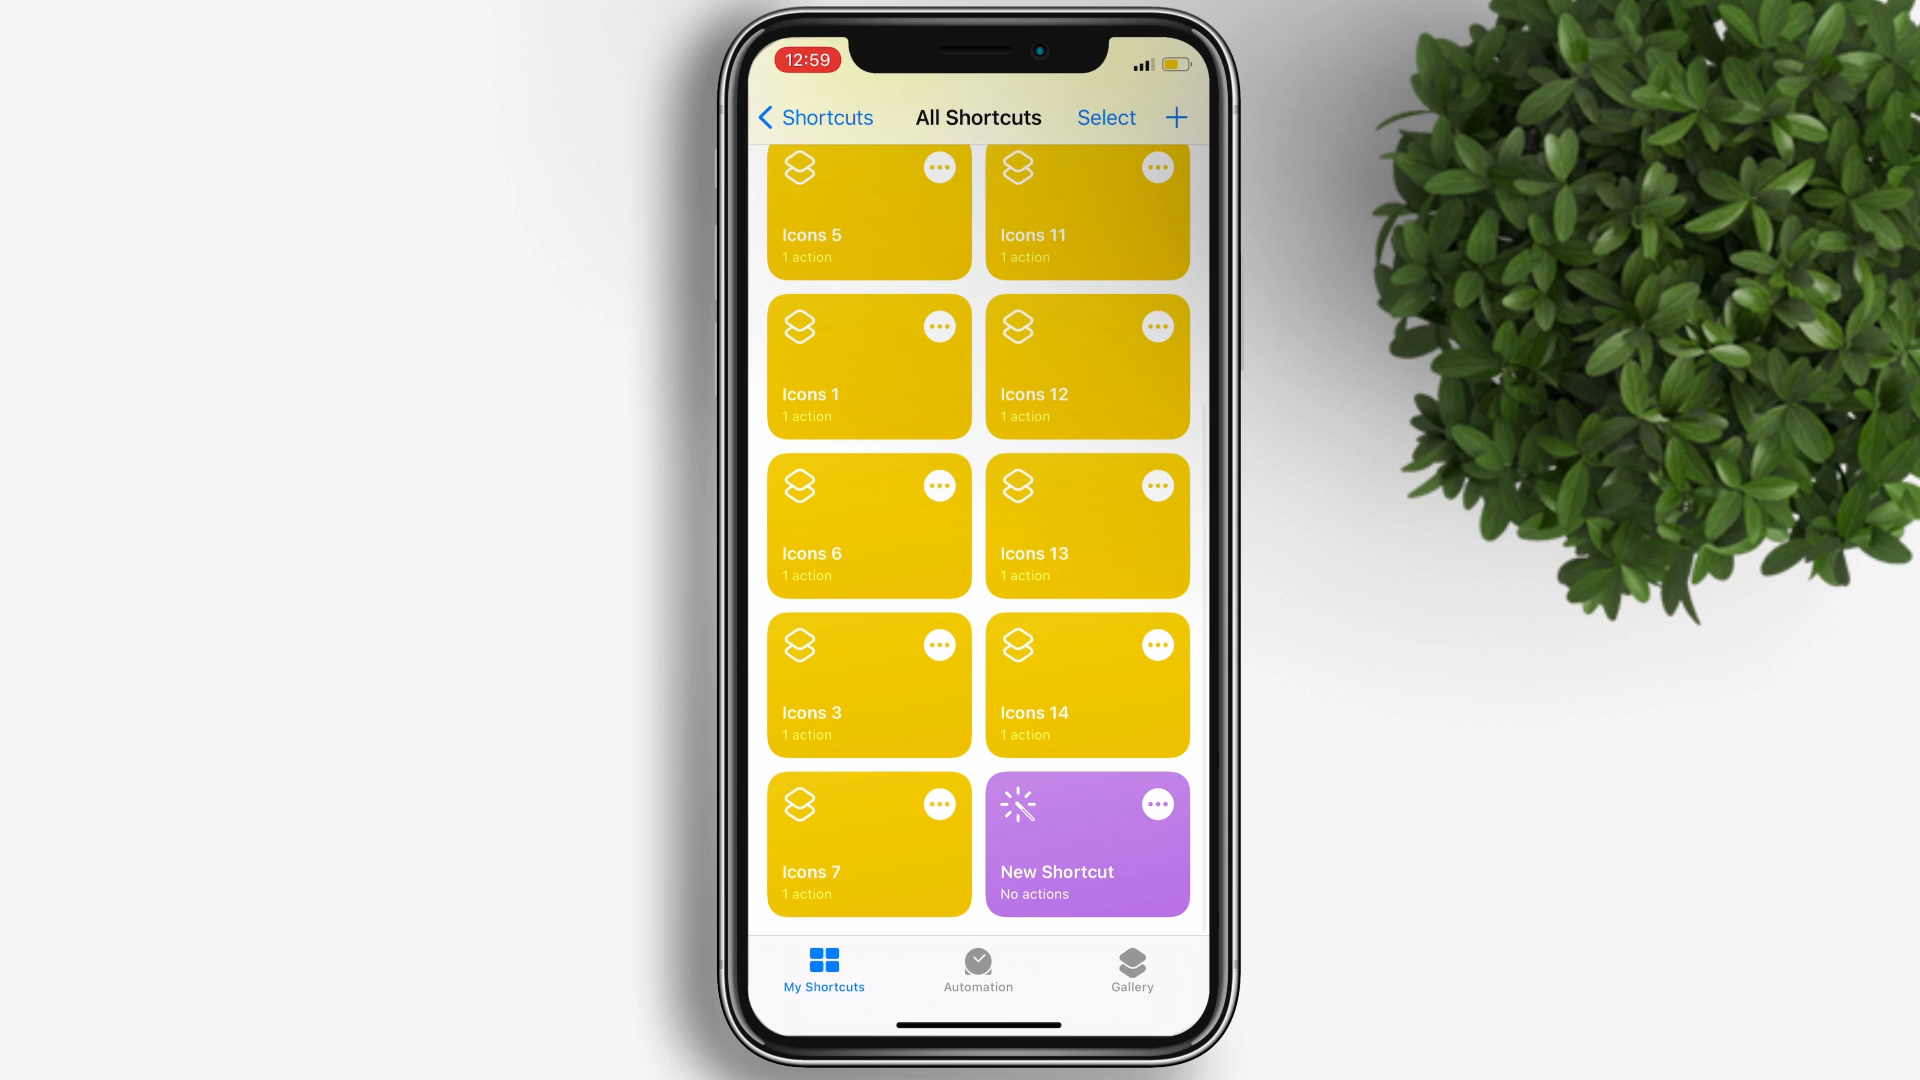 12:59
Shortcuts All Shortcuts Select
Icons 5
1 action
Icons 11
1 action
Icons 1
1 action
Icons 12
1 action
Icons 6
1 action
Icons 13
1 action
Icons 3
1 action
Icons 14
1 action
Icons 7
1 action
New Shortcut
No actions
My Shortcuts
Automation
Gallery